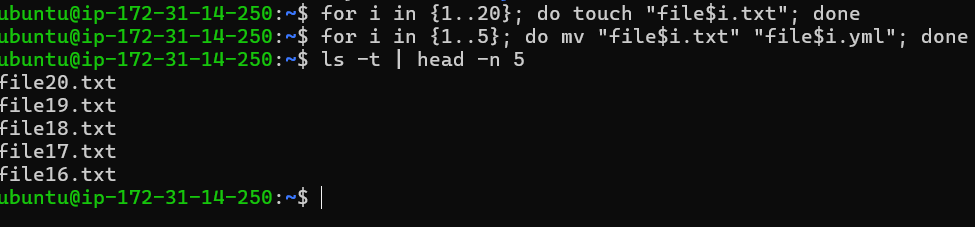 ubuntu@ip-172-31-14-250:~$ for i in {1..20}; do touch "file$i.txt"; done
ubuntu@ip-172-31-14-250:~$ for i in {1..5}; do mv "file$i.txt" "file$i.yml"; done
ubuntu@ip-172-31-14-250:~$ ls -t | head -n 5
file20.txt
file19.txt
file18.txt
file17.txt
file16.txt
ubuntu@ip-172-31-14-250:~$